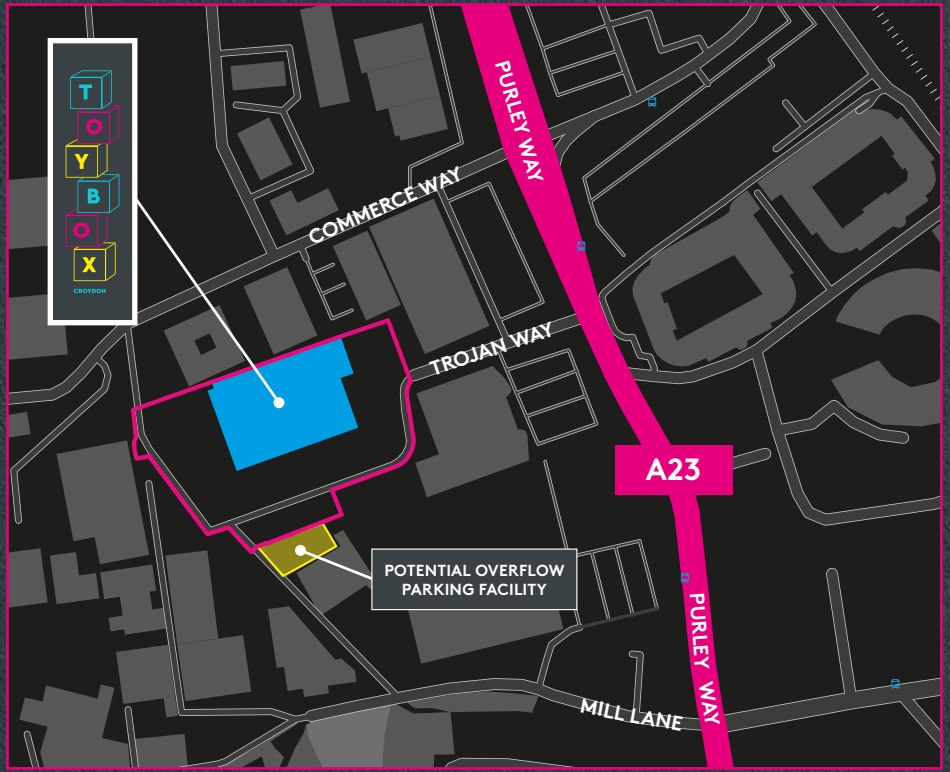 T
O
Y
B
O
X
CROYDON
PURLEY WAY
COMMERCE WAY
TROJAN WAY
A23
POTENTIAL OVERFLOW
PARKING FACILITY
PURLEY WAY
MILL LANE